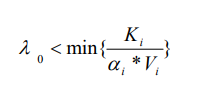 λ₀ < min{ Kᵢ / (αᵢ * Vᵢ) }